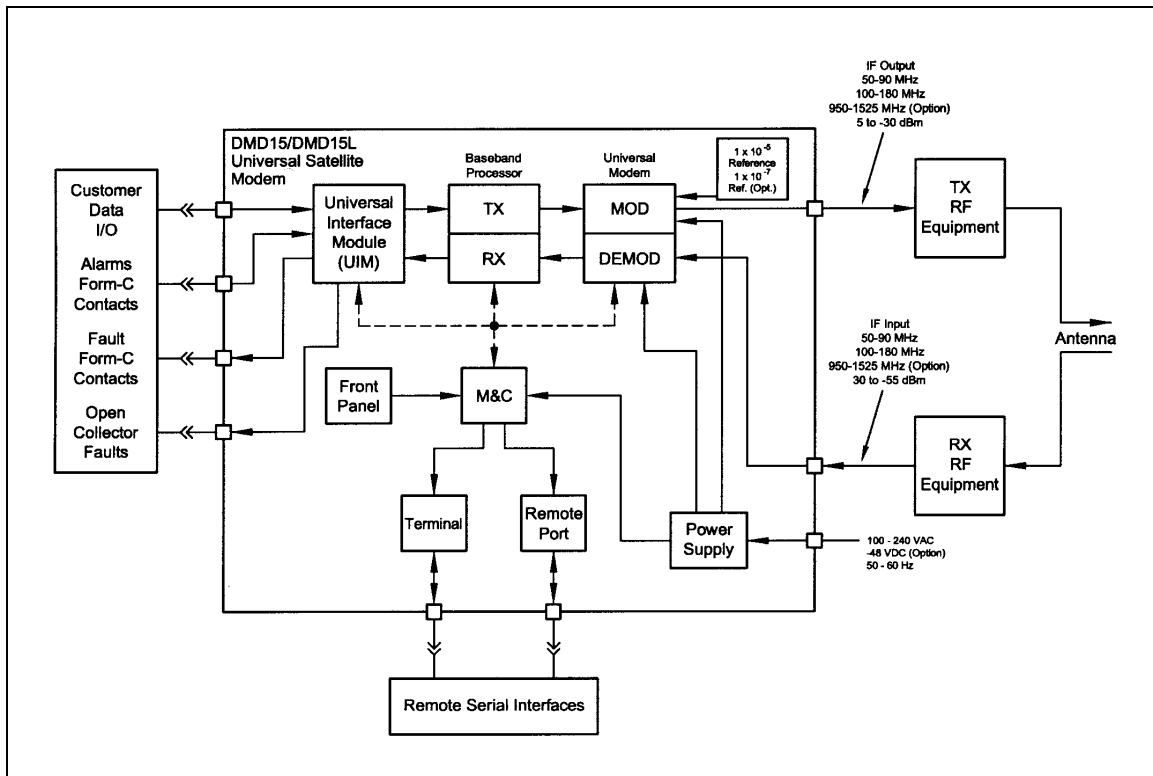 DMD15/DMD15L
Universal Satellite
Modem
Customer
Data
I/O
Alarms
Form-C
Contacts
Fault
Form-C
Contacts
Open
Collector
Faults
Universal
Interface
Module
(UIM)
Baseband
Processor
TX
RX
Universal
Modem
MOD
DEMOD
1 x 10-5
Reference
1 x 10-7
Ref. (Opt.)
IF Output
50-90 MHz
100-180 MHz
950-1525 MHz (Option)
5 to -30 dBm
TX
RF
Equipment
Antenna
IF Input
50-90 MHz
100-180 MHz
950-1525 MHz (Option)
30 to -55 dBm
RX
RF
Equipment
Front
Panel
M&C
Terminal
Remote
Port
Power
Supply
100 - 240 VAC
-48 VDC (Option)
50 - 60 Hz
Remote Serial Interfaces